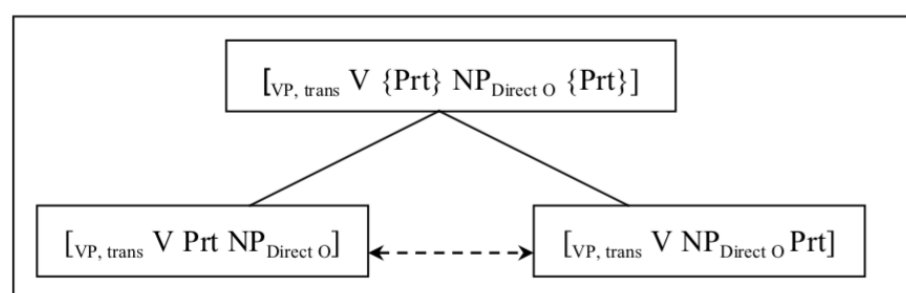 [VP, trans V {Prt} NPDirect O {Prt}]
[VP, trans V Prt NPDirect O]
[VP, trans V NPDirect O Prt]